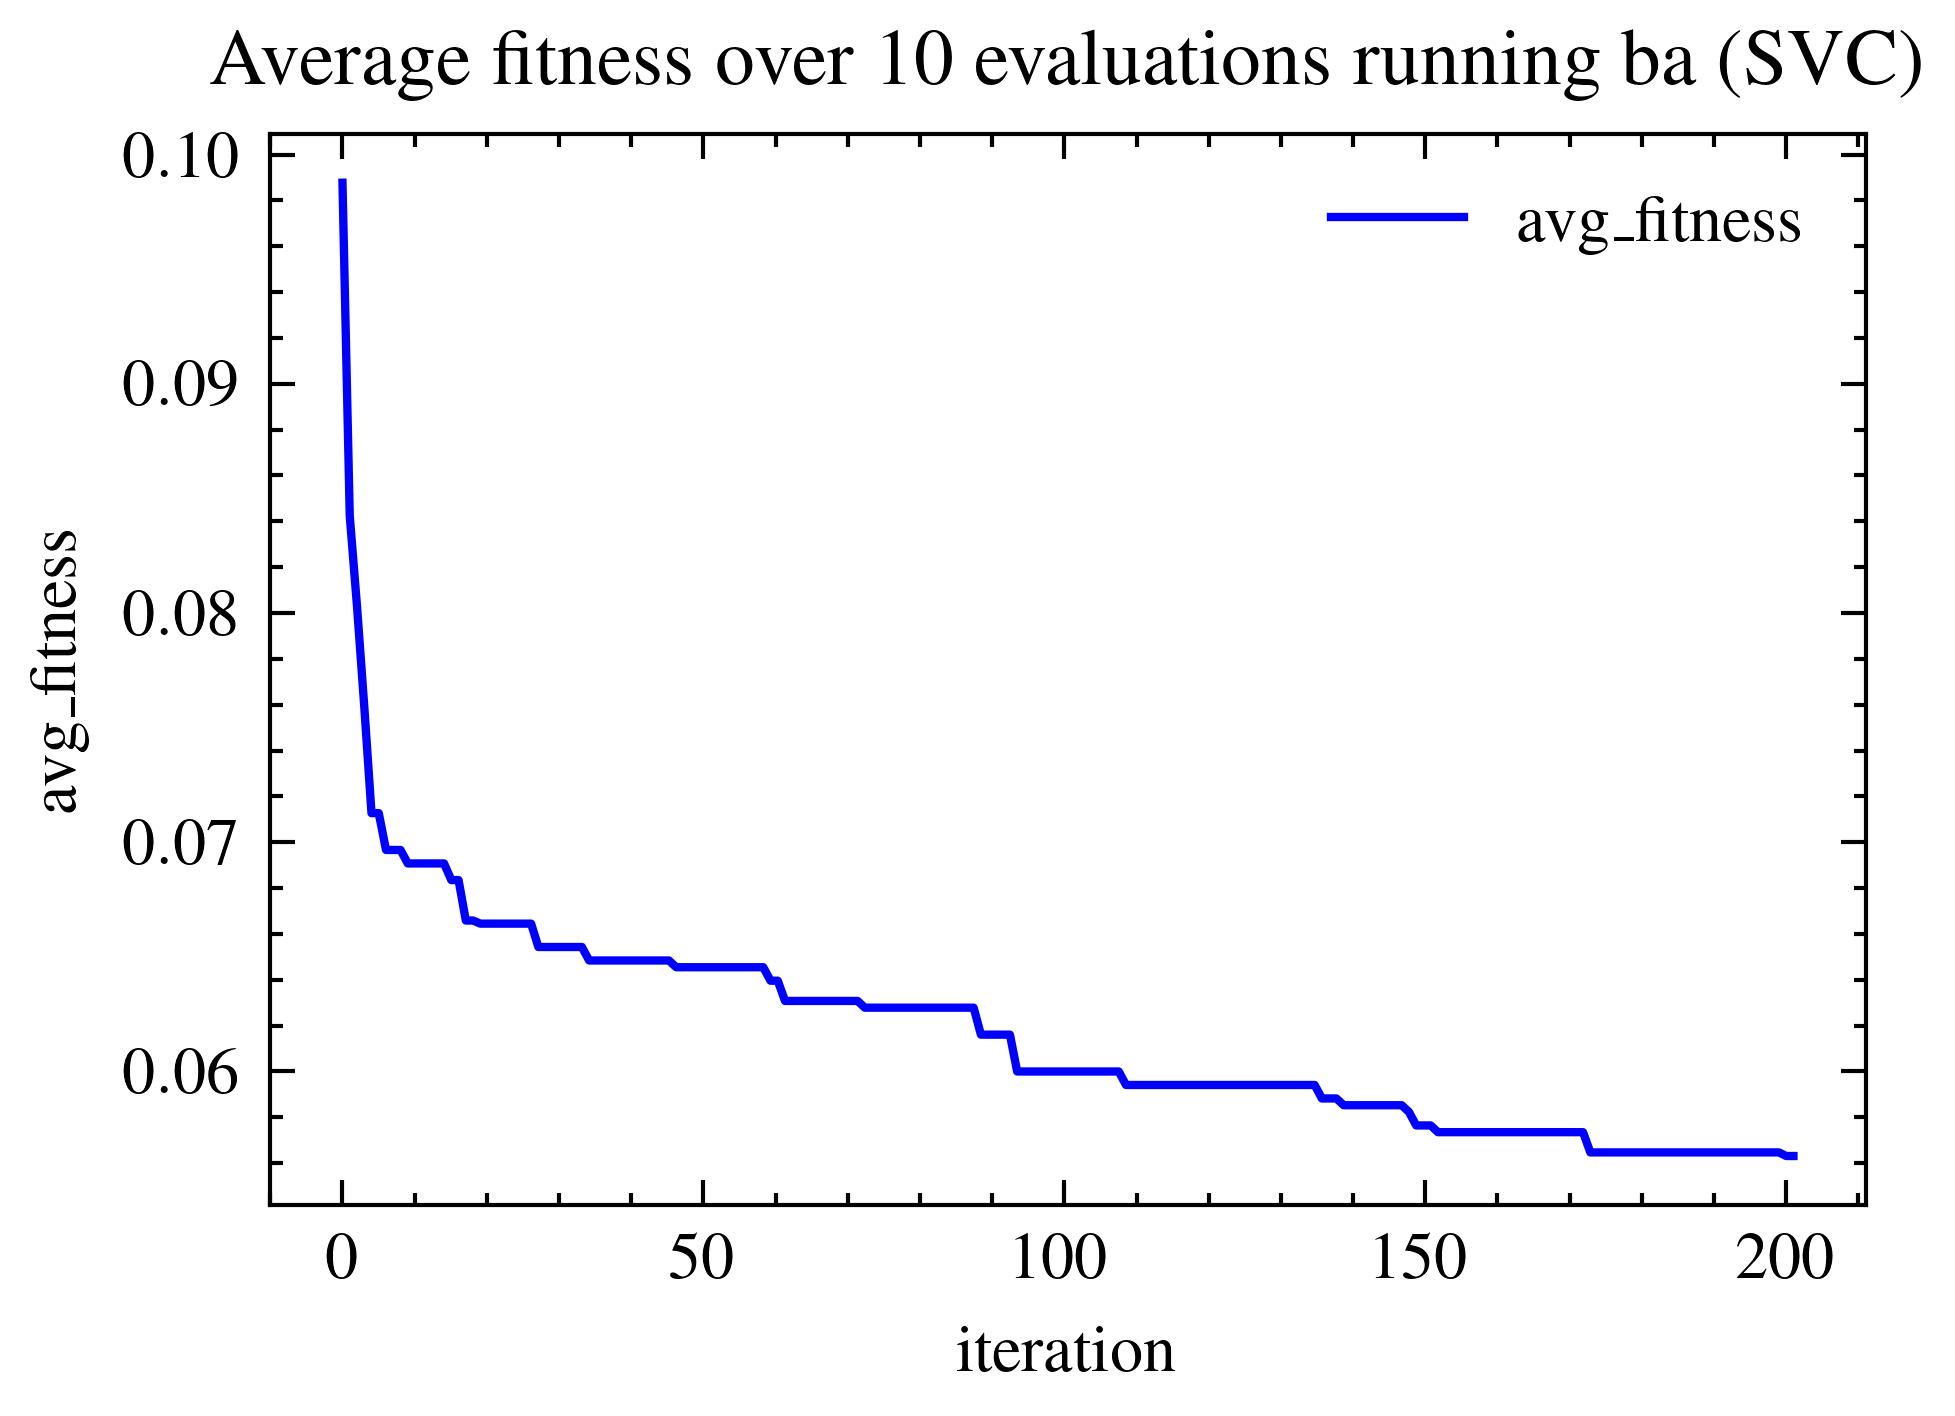 Average fitness over 10 evaluations running ba (SVC)
avg_fitness
0.10
0.09
0.08
0.07
0.06
avg_fitness
0 50 100 150 200
iteration